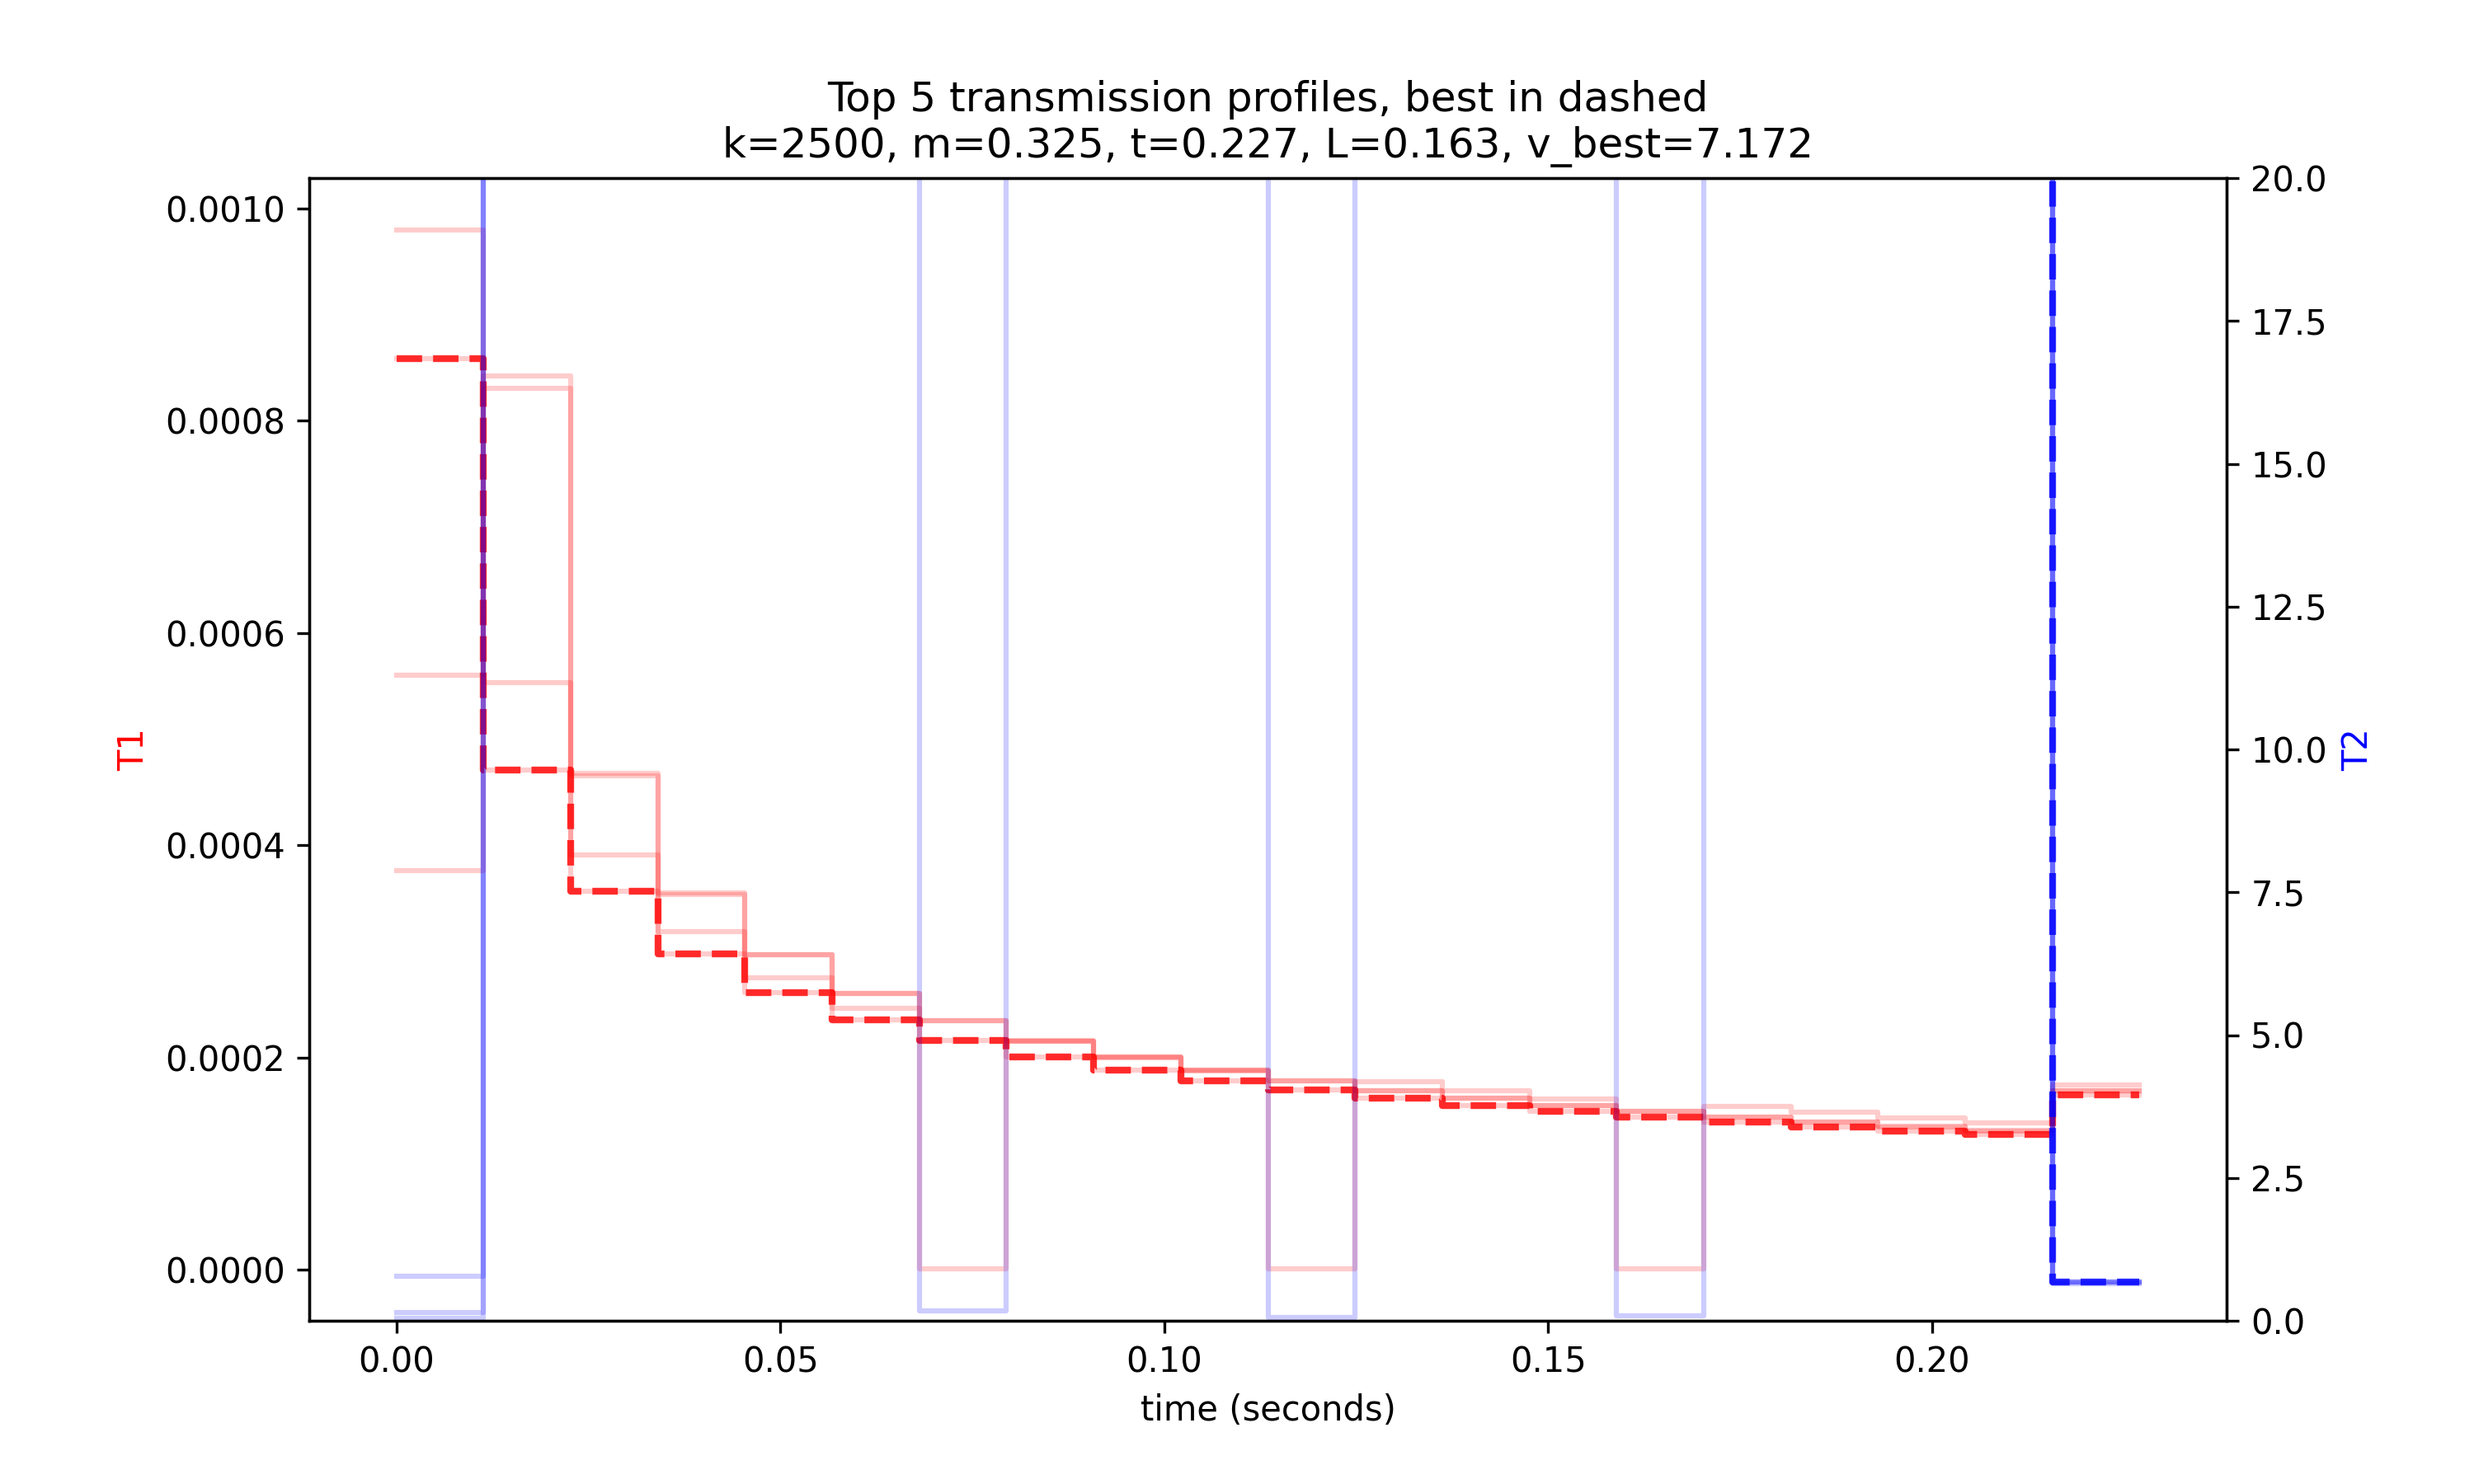 Top 5 transmission profiles, best in dashed
k=2500, m=0.325, t=0.227, L=0.163, v_best=7.172
0.0010
0.0008
0.0006
0.0004
0.0002
0.0000
T1
20.0
17.5
15.0
12.5
10.0
7.5
5.0
2.5
0.0
T2
0.00 0.05 0.10 0.15 0.20
time (seconds)